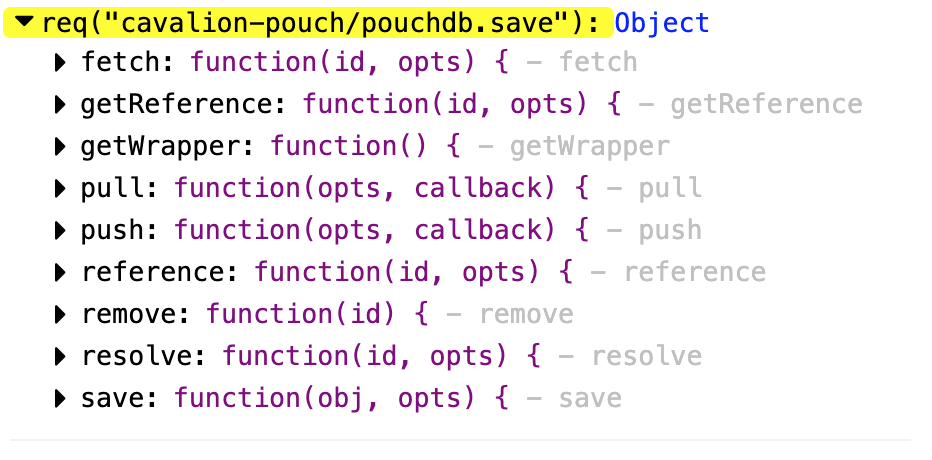 req("cavalion-pouch/pouchdb.save"): Object
fetch: function(id, opts) { – fetch
getReference: function(id, opts) { – getReference
getWrapper: function() { – getWrapper
pull: function(opts, callback) { – pull
push: function(opts, callback) { – push
reference: function(id, opts) { – reference
remove: function(id) { – remove
resolve: function(id, opts) { – resolve
save: function(obj, opts) { – save